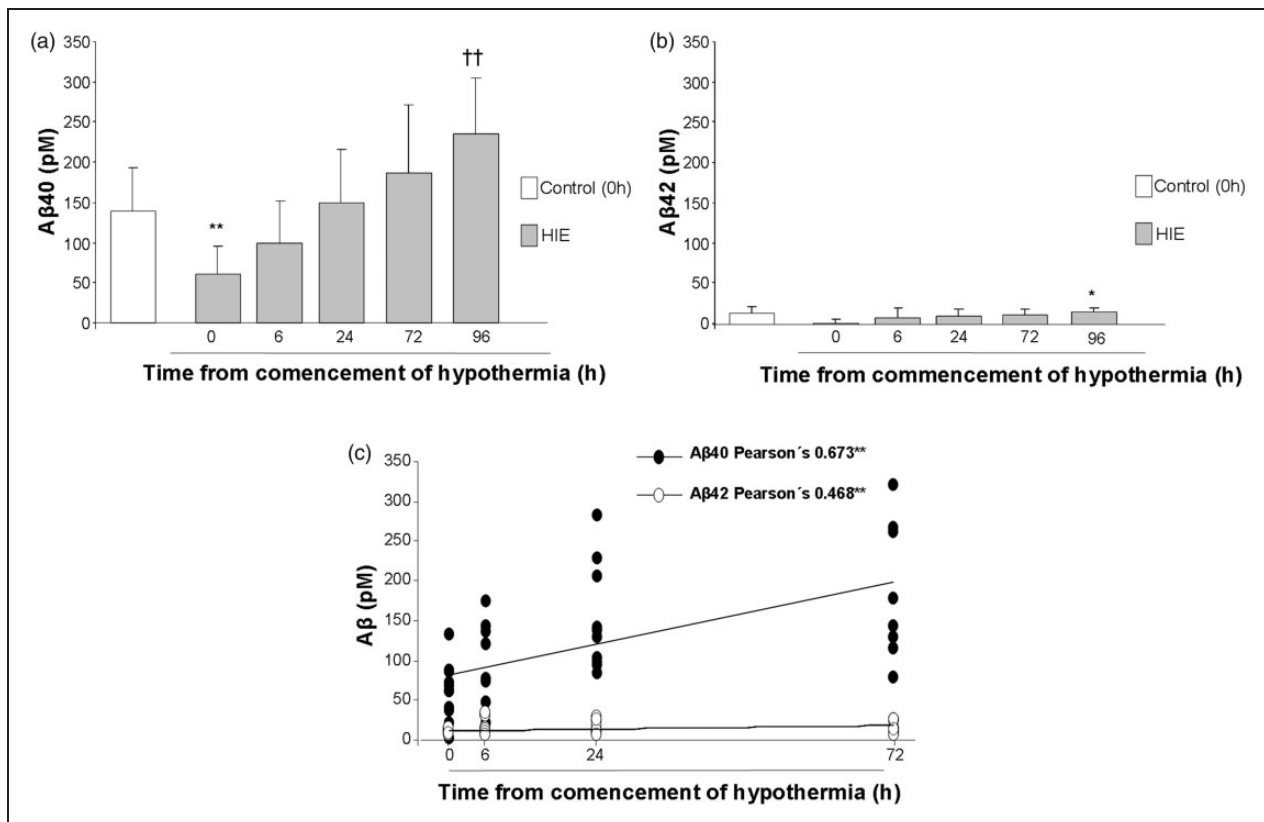 (a)
350
300
250
200
150
100
50
0
Aβ40 (pM)
**
††
Control (0h)
HIE
0 6 24 72 96
Time from comencement of hypothermia (h)
(b)
350
300
250
200
150
100
50
0
Aβ42 (pM)
*
Control (0h)
HIE
0 6 24 72 96
Time from commencement of hypothermia (h)
(c)
350
300
250
200
150
100
50
0
Aβ (pM)
Aβ40 Pearson´s 0.673**
Aβ42 Pearson´s 0.468**
0 6 24 72
Time from comencement of hypothermia (h)